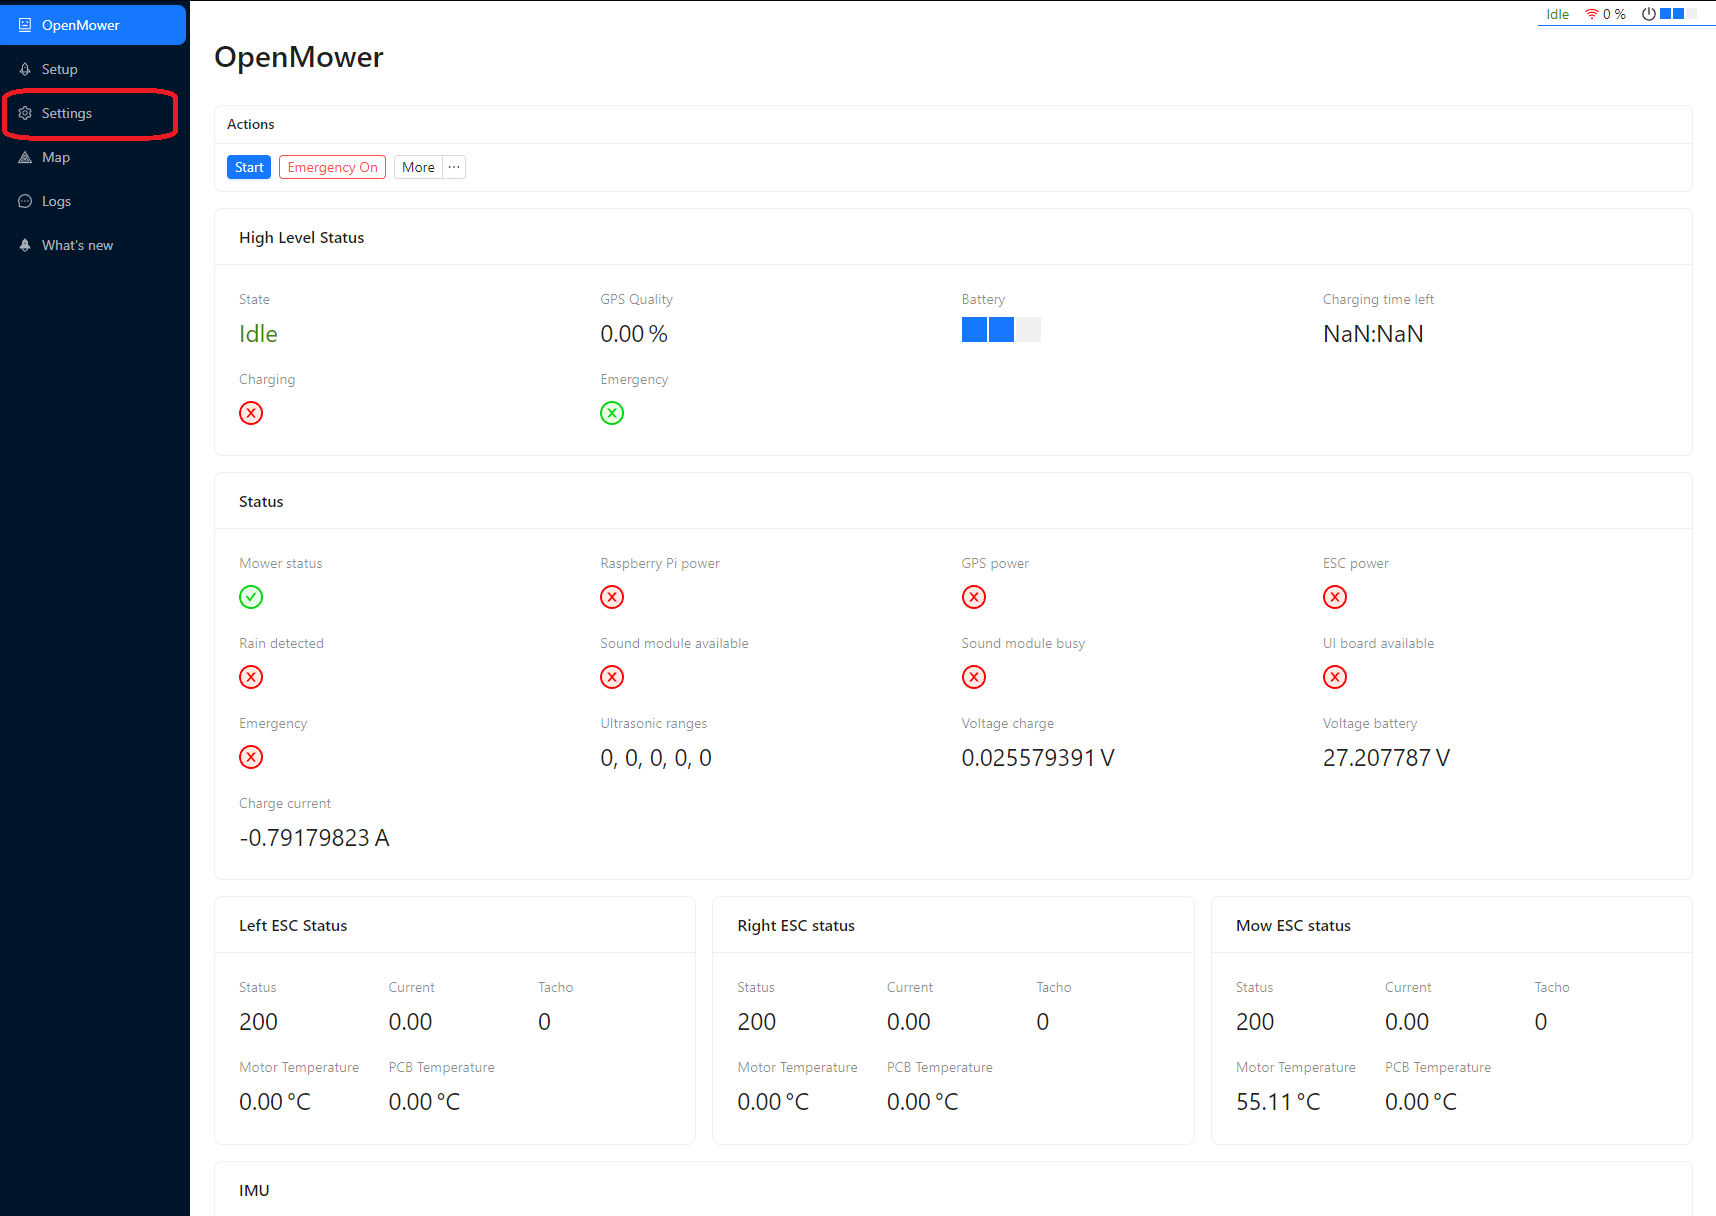 OpenMower
Setup
Settings
Map
Logs
What's new
Idle 0 %
OpenMower
Actions
Start Emergency On More ···
High Level Status
State GPS Quality Battery Charging time left
Idle 0.00 % NaN:NaN
Charging Emergency
Status
Mower status Raspberry Pi power GPS power ESC power
Rain detected Sound module available Sound module busy UI board available
Emergency Ultrasonic ranges Voltage charge Voltage battery
0, 0, 0, 0, 0 0.025579391 V 27.207787 V
Charge current
-0.79179823 A
Left ESC Status
Status Current Tacho
200 0.00 0
Motor Temperature PCB Temperature
0.00 °C 0.00 °C
Right ESC status
Status Current Tacho
200 0.00 0
Motor Temperature PCB Temperature
0.00 °C 0.00 °C
Mow ESC status
Status Current Tacho
200 0.00 0
Motor Temperature PCB Temperature
55.11 °C 0.00 °C
IMU